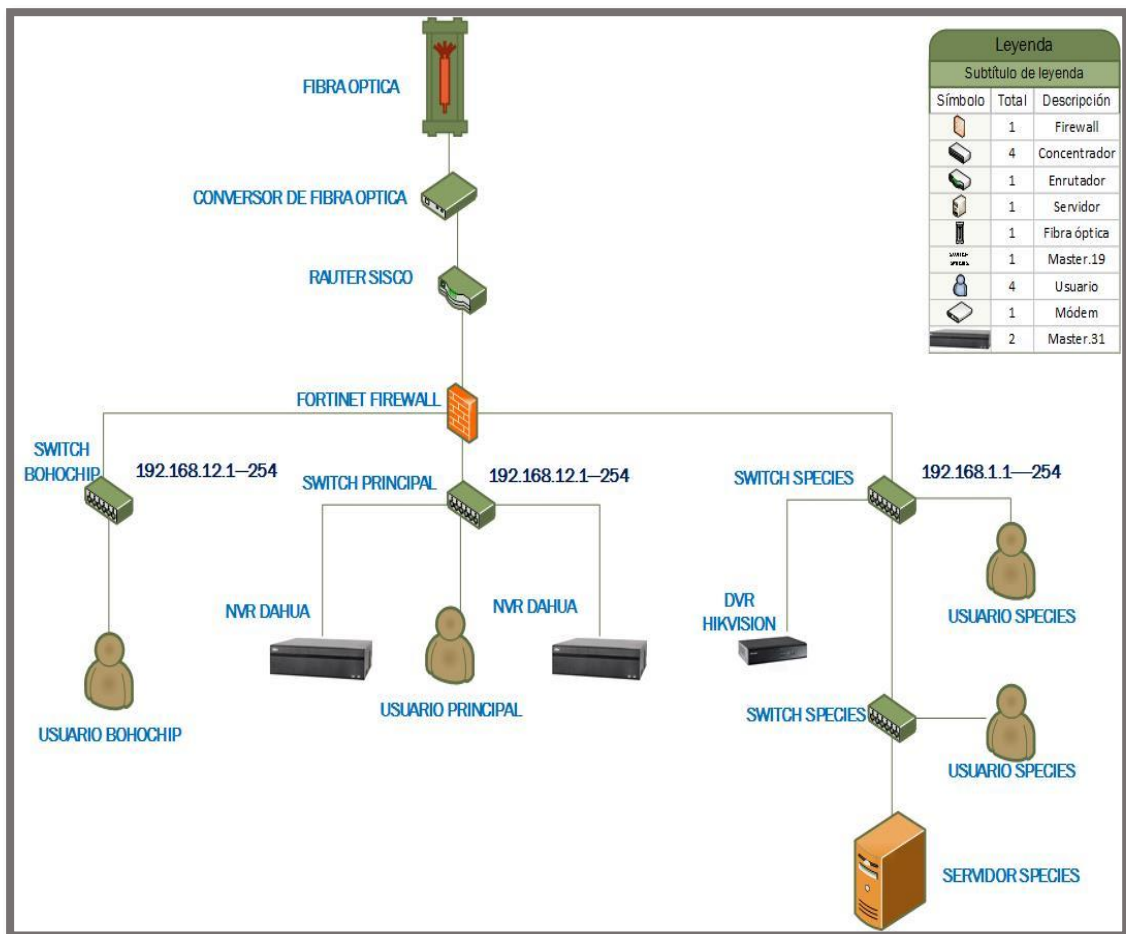 FIBRA OPTICA
CONVERSOR DE FIBRA OPTICA
RAUTER SISCO
FORTINET FIREWALL
SWITCH
BOHOCHIP
192.168.12.1—254
SWITCH PRINCIPAL
192.168.12.1—254
SWITCH SPECIES
192.168.1.1—-254
NVR DAHUA
NVR DAHUA
DVR
HIKVISION
USUARIO SPECIES
USUARIO BOHOCHIP
USUARIO PRINCIPAL
SWITCH SPECIES
USUARIO SPECIES
SERVIDOR SPECIES
Leyenda
Subtítulo de leyenda
Símbolo Total Descripción
1 Firewall
4 Concentrador
1 Enrutador
1 Servidor
1 Fibra óptica
1 Master.19
4 Usuario
1 Módem
2 Master.31